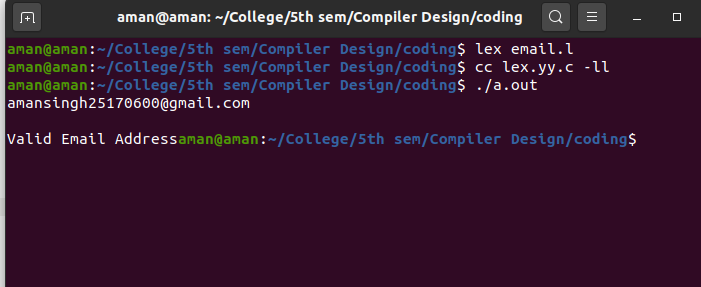 aman@aman: ~/College/5th sem/Compiler Design/coding
aman@aman:~/College/5th sem/Compiler Design/coding$ lex email.l
aman@aman:~/College/5th sem/Compiler Design/coding$ cc lex.yy.c -ll
aman@aman:~/College/5th sem/Compiler Design/coding$ ./a.out
amansingh25170600@gmail.com
Valid Email Addressaman@aman:~/College/5th sem/Compiler Design/coding$